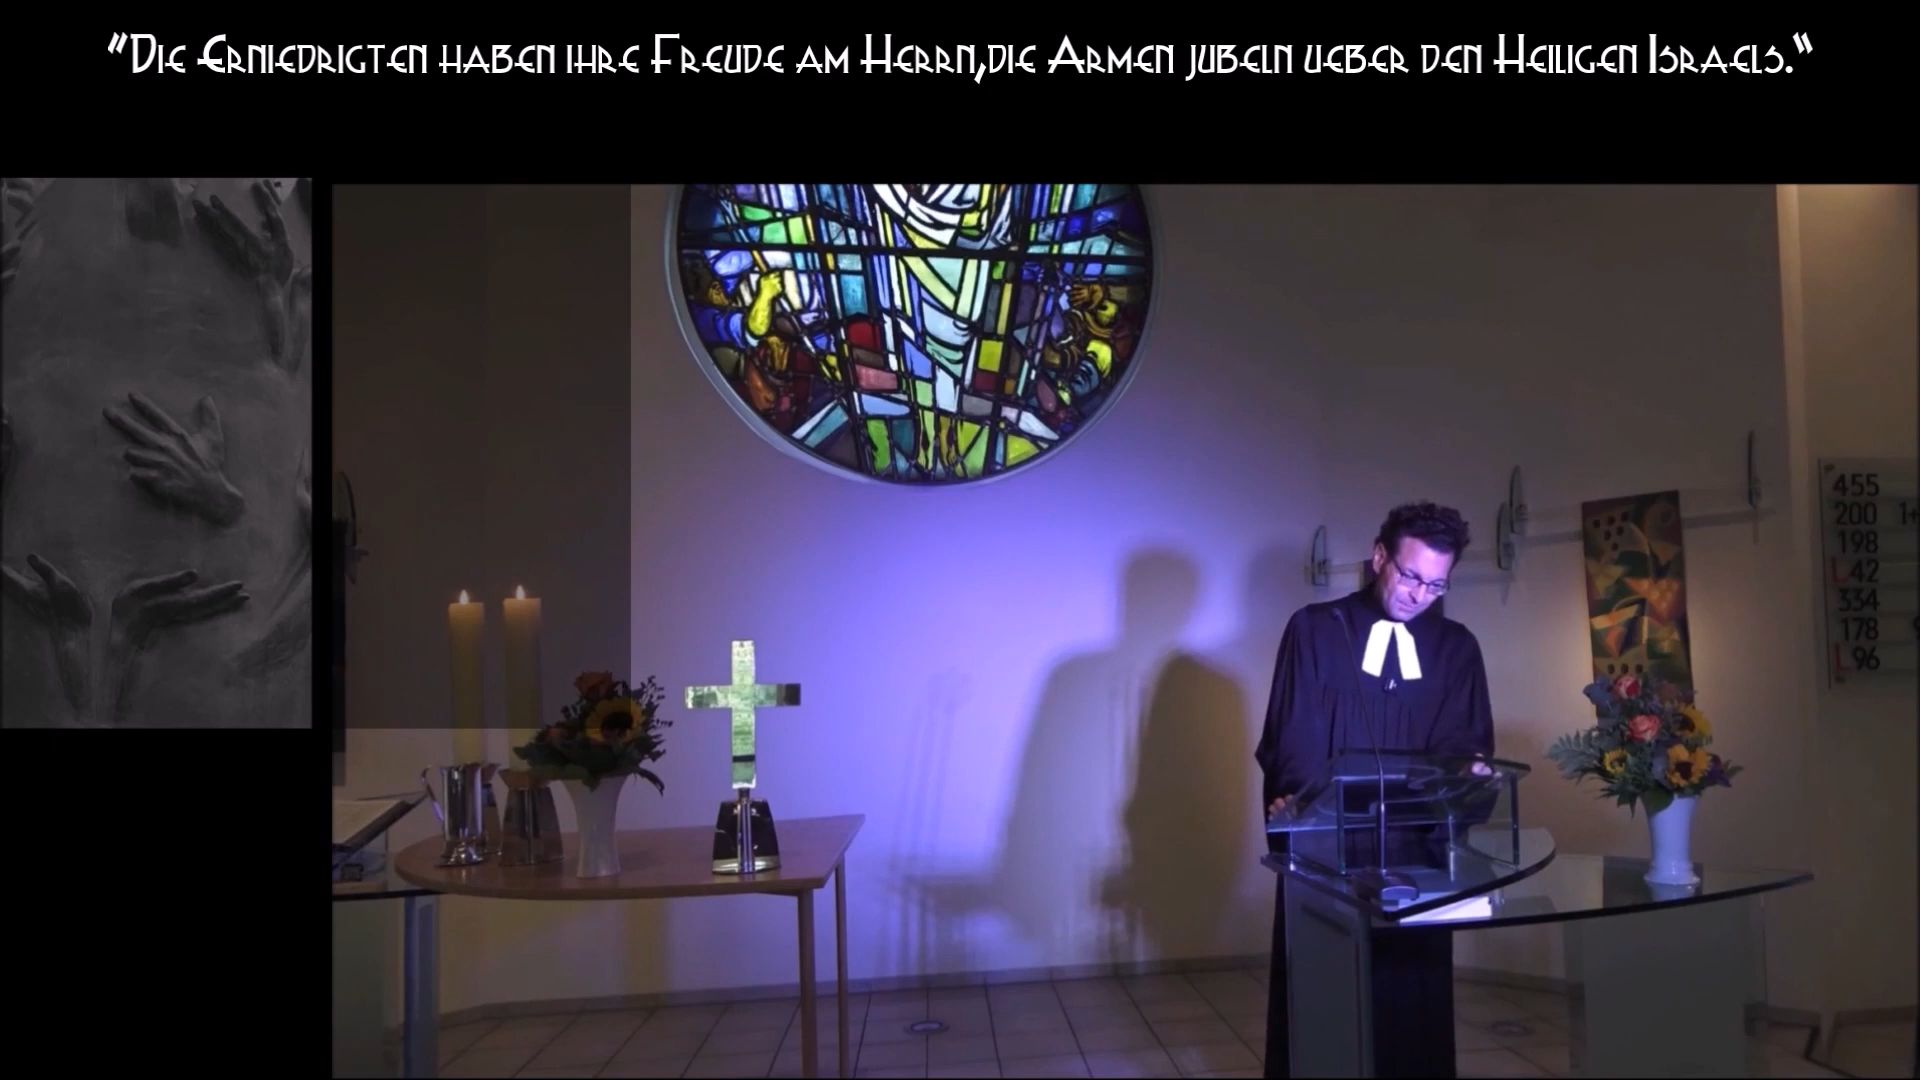 "Die Erniedrigten haben ihre Freude am Herrn,die Armen jubeln ueber den Heiligen Israels."
455
200 1+
198
L42
334
178
L96